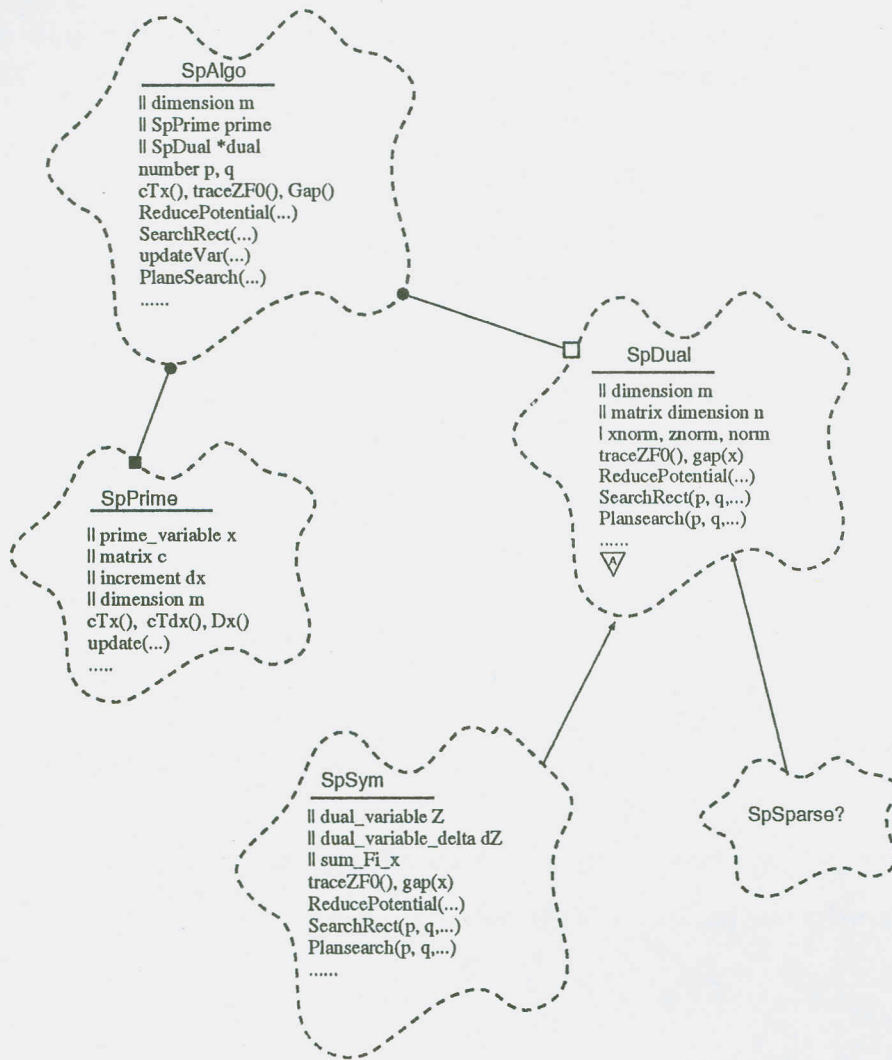 SpAlgo
|| dimension m
|| SpPrime prime
|| SpDual *dual
number p, q
cTx(), traceZF0(), Gap()
ReducePotential(...)
SearchRect(...)
updateVar(...)
PlaneSearch(...)
......
SpDual
|| dimension m
|| matrix dimension n
| xnorm, znorm, norm
traceZF0(), gap(x)
ReducePotential(...)
SearchRect(p, q,...)
Plansearch(p, q,...)
......
A
SpPrime
|| prime_variable x
|| matrix c
|| increment dx
|| dimension m
cTx(), cTdx(), Dx()
update(...)
.....
SpSym
|| dual_variable Z
|| dual_variable_delta dZ
|| sum_Fi_x
traceZF0(), gap(x)
ReducePotential(...)
SearchRect(p, q,...)
Plansearch(p, q,...)
......
SpSparse?